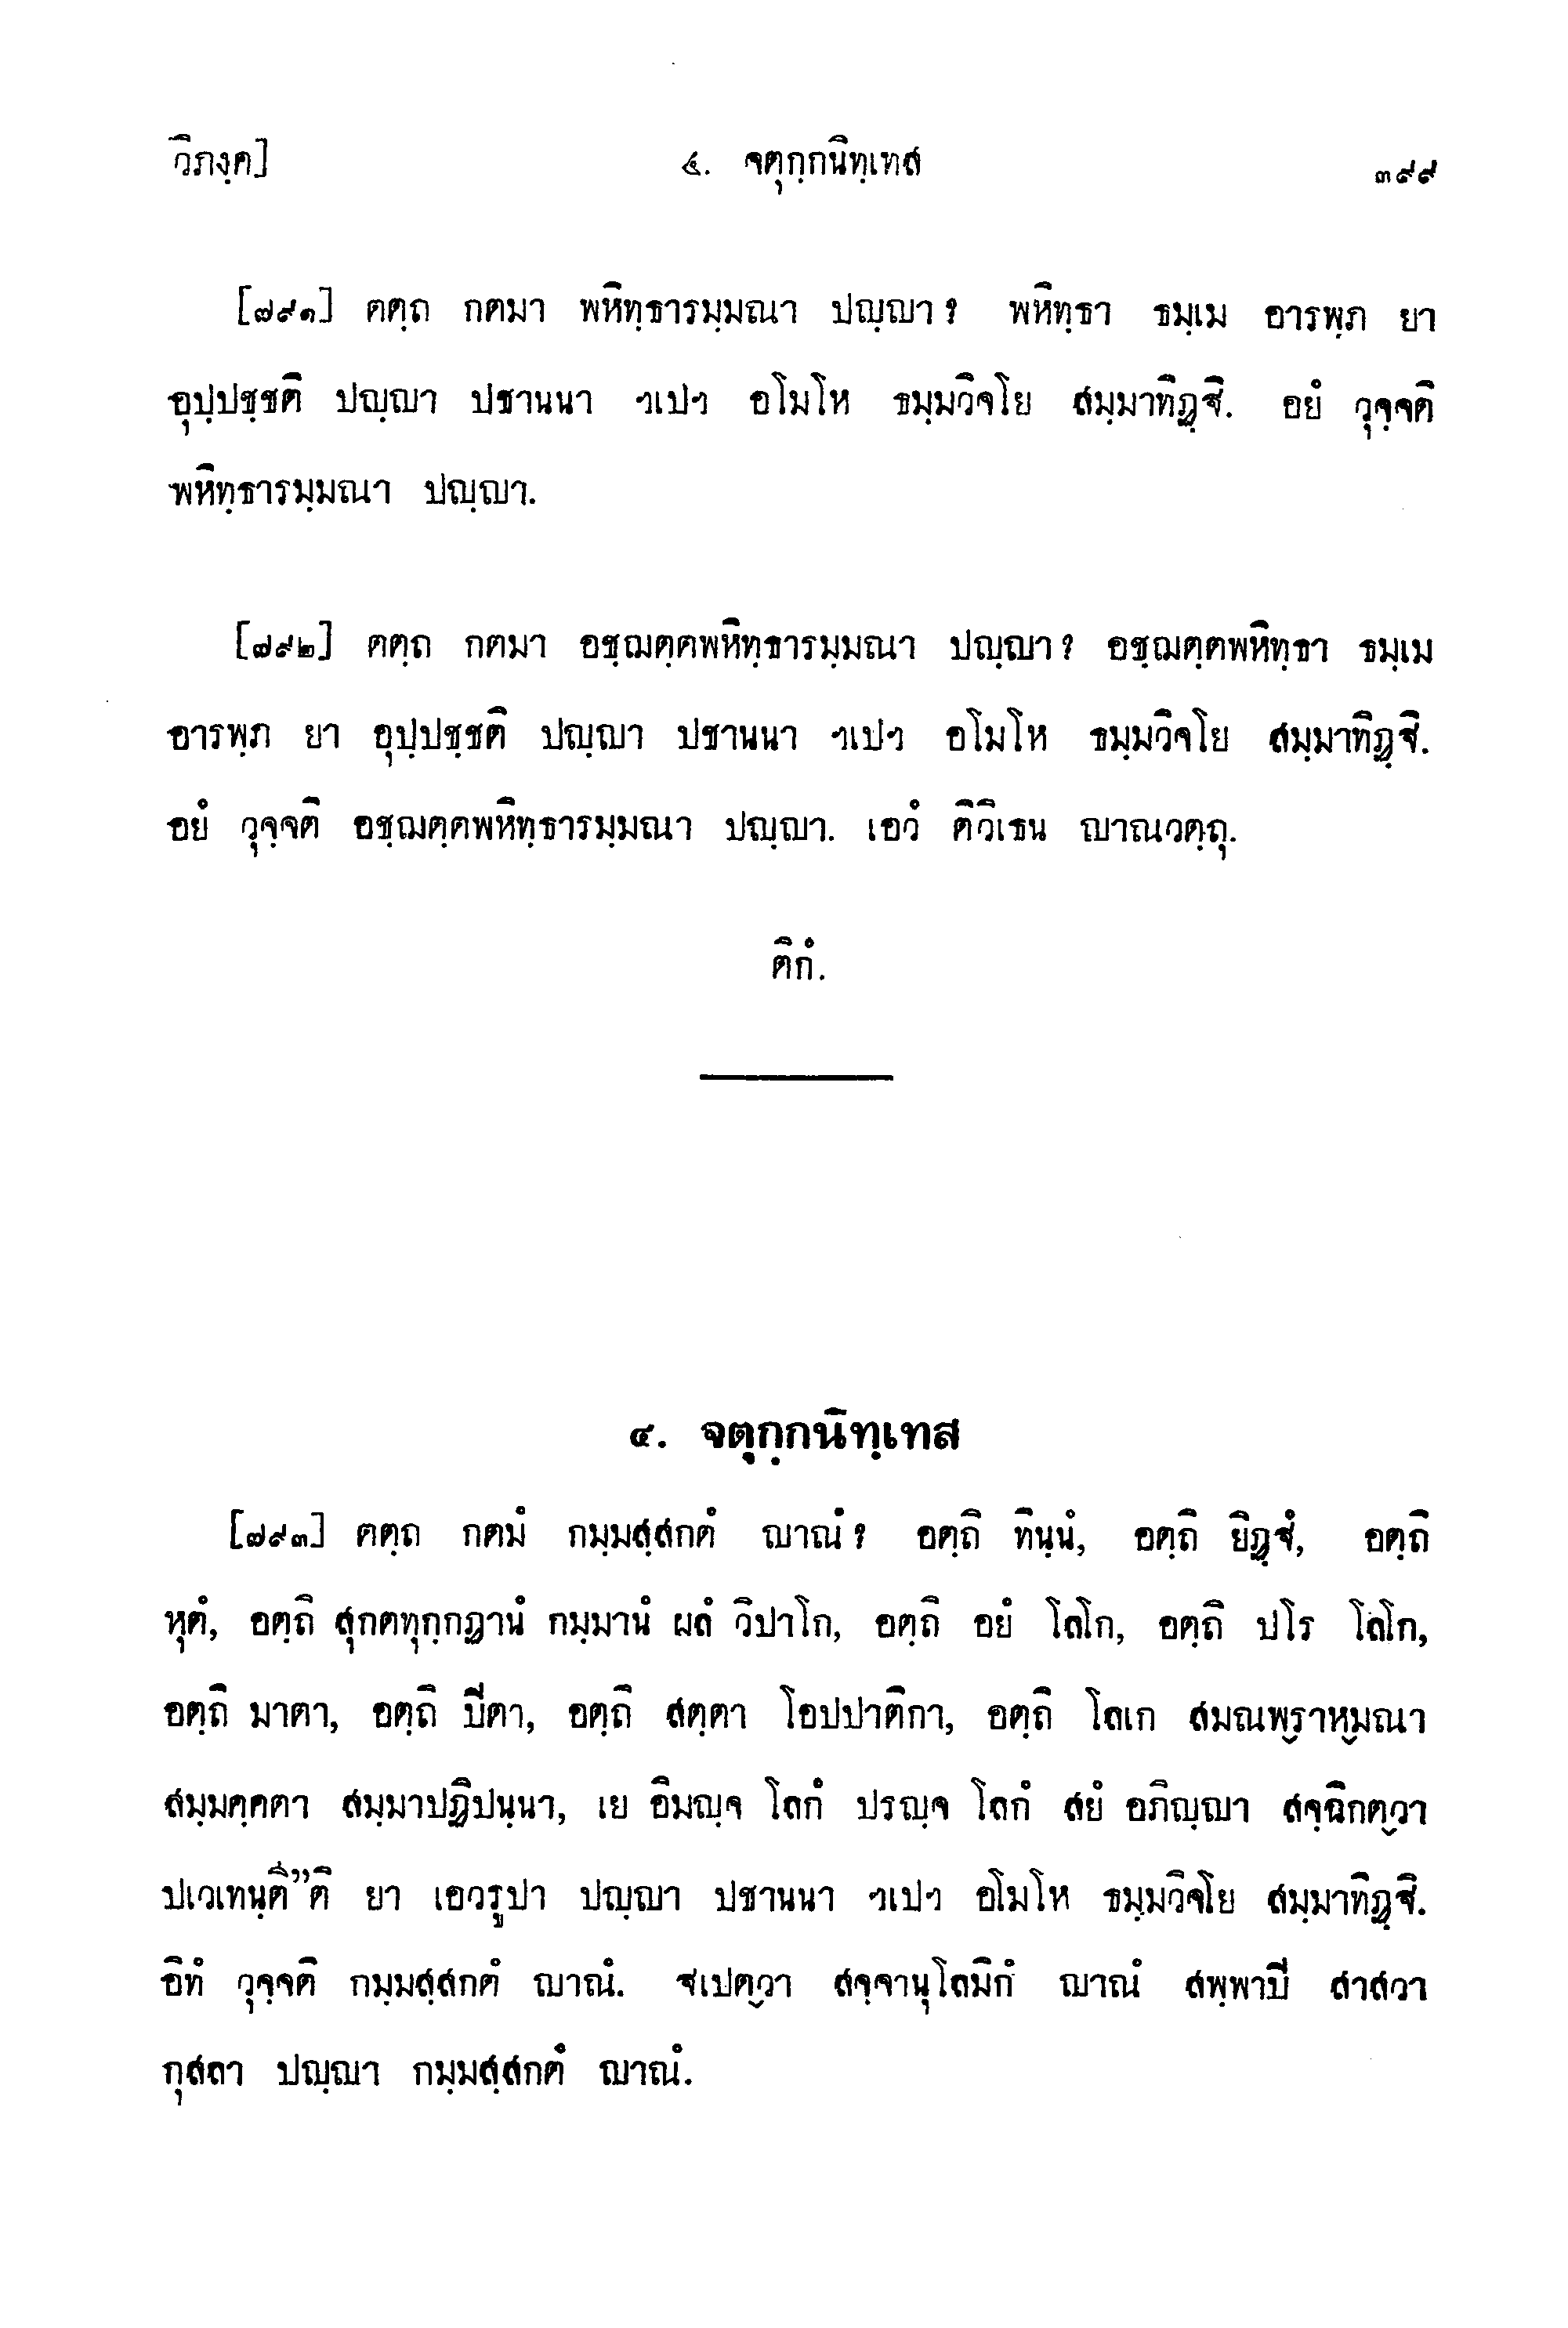 วิภงฺค]
๔. จตุกฺกนิทฺเทส
๓๙๙
[๗๙๑] ตตฺถ กตมา พหิทฺธารมฺมณา ปญฺญา? พหิทฺธา ธมฺเม อารพฺภ ยา
อุปฺปชฺชติ ปญฺญา ปชานนา ฯเปฯ อโมโห ธมฺมวิจโย สมฺมาทิฏฺฐิ. อยํ วุจฺจติ
พหิทฺธารมฺมณา ปญฺญา.
[๗๙๒] ตตฺถ กตมา อชฺฌตฺตพหิทฺธารมฺมณา ปญฺญา? อชฺฌตฺตพหิทฺธา ธมฺเม
อารพฺภ ยา อุปฺปชฺชติ ปญฺญา ปชานนา ฯเปฯ อโมโห ธมฺมวิจโย สมฺมาทิฏฺฐิ.
อยํ วุจฺจติ อชฺฌตฺตพหิทฺธารมฺมณา ปญฺญา. เอวํ ติวิเธน ญาณวตฺถุ.
ติกํ.
๔. จตุกฺกนิทฺเทส
[๗๙๓] ตตฺถ กตมํ กมฺมสฺสกตํ ญาณํ? อตฺถิ ทินฺนํ, อตฺถิ ยิฏฺฐํ, อตฺถิ
หุตํ, อตฺถิ สุกตทุกฺกฏานํ กมฺมานํ ผลํ วิปาโก, อตฺถิ อยํ โลโก, อตฺถิ ปโร โลโก,
อตฺถิ มาตา, อตฺถิ ปิตา, อตฺถิ สตฺตา โอปปาติกา, อตฺถิ โลเก สมณพฺราหฺมณา
สมฺมคฺคตา สมฺมาปฏิปนฺนา, เย อิมญฺจ โลกํ ปรญฺจ โลกํ สยํ อภิญฺญา สจฺฉิกตฺวา
ปเวเทนฺติ”ติ ยา เอวรูปา ปญฺญา ปชานนา ฯเปฯ อโมโห ธมฺมวิจโย สมฺมาทิฏฺฐิ.
อิทํ วุจฺจติ กมฺมสฺสกตํ ญาณํ. ฐเปตฺวา สจฺจานุโลมิกํ ญาณํ สพฺพาปิ สาสวา
กุสลา ปญฺญา กมฺมสฺสกตํ ญาณํ.